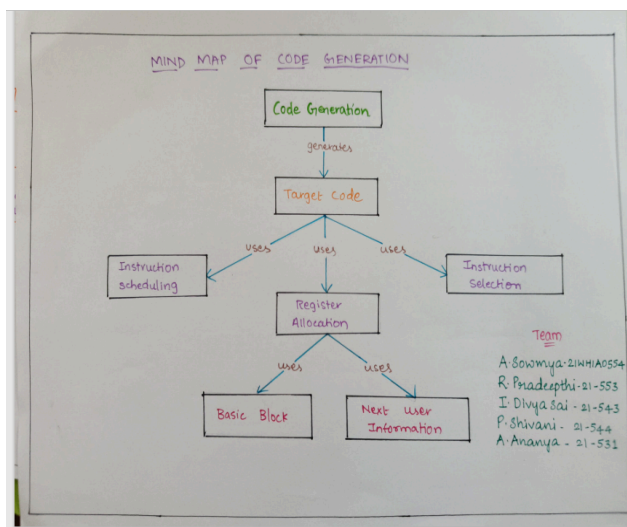 MIND MAP OF CODE GENERATION
Code Generation
generates
Target Code
uses
uses
uses
Instruction
scheduling
Register
Allocation
Instruction
Selection
uses
uses
Basic Block
Next User
Information
Team
A.Sowmya-21WH1A0554
R.Pradeepthi-21-553
I.DivyaSai-21-543
P.Shivani - 21-544
A.Ananya - 21-531